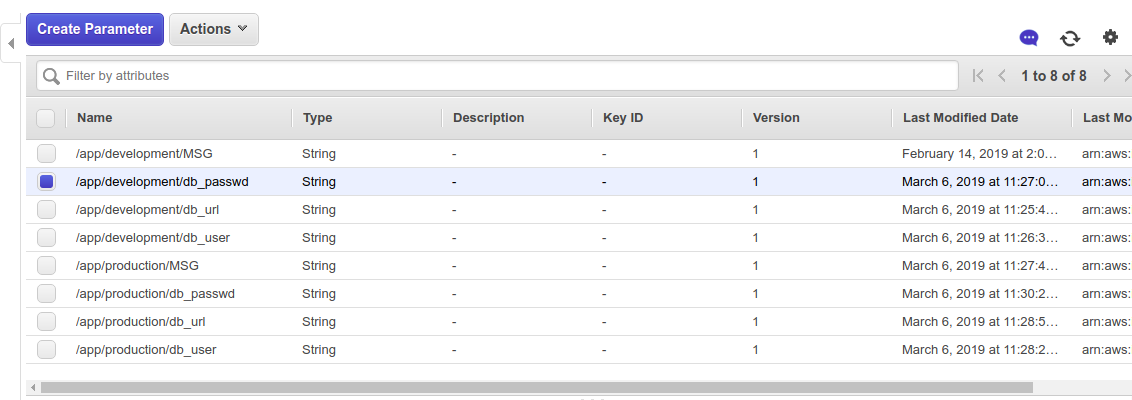 Create Parameter Actions
Filter by attributes 1 to 8 of 8
Name Type Description Key ID Version Last Modified Date Last Mo
/app/development/MSG String - - 1 February 14, 2019 at 2:0... arn:aws:
/app/development/db_passwd String - - 1 March 6, 2019 at 11:27:0... arn:aws:
/app/development/db_url String - - 1 March 6, 2019 at 11:25:4... arn:aws:
/app/development/db_user String - - 1 March 6, 2019 at 11:26:3... arn:aws:
/app/production/MSG String - - 1 March 6, 2019 at 11:27:4... arn:aws:
/app/production/db_passwd String - - 1 March 6, 2019 at 11:30:2... arn:aws:
/app/production/db_url String - - 1 March 6, 2019 at 11:28:5... arn:aws:
/app/production/db_user String - - 1 March 6, 2019 at 11:28:2... arn:aws: